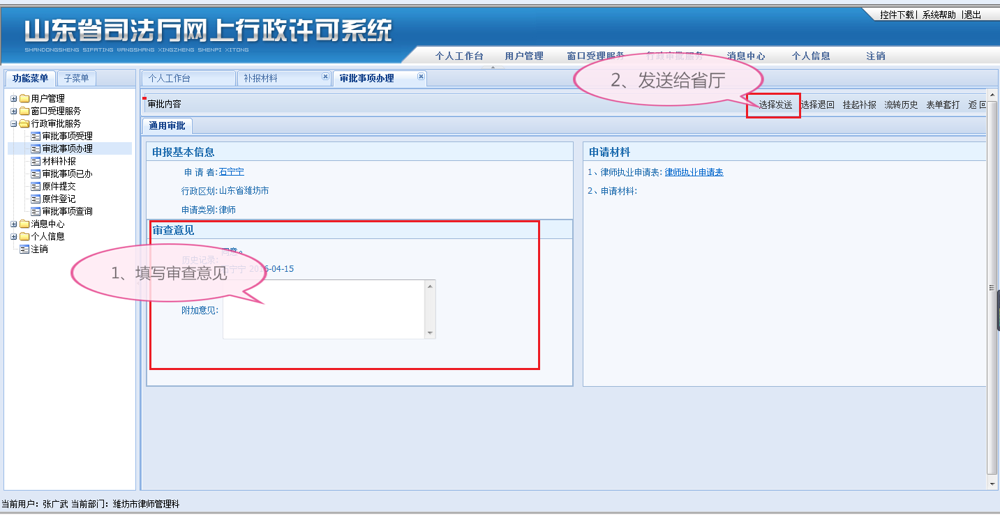 控件下载| 系统帮助 |退出
山东省司法厅网上行政许可系统
SHANDONGSHENG SIFATING WANGSHANG XINGZHENG SHENPI XITONG
个人工作台 用户管理 窗口受理服务 行政审批服务 消息中心 个人信息 注销
功能菜单 子菜单
个人工作台 补报材料 审批事项办理
2、发送给省厅
审批内容
选择发送 选择退回 挂起补报 流转历史 表单套打 返 回
通用审批
用户管理
窗口受理服务
行政审批服务
审批事项受理
审批事项办理
材料补报
审批事项已办
原件提交
原件登记
审批事项查询
消息中心
个人信息
注销
申报基本信息
申 请 者:石宁宁
行政区划:山东省潍坊市
申请类别:律师
审查意见
同意。
历史记录:
石宁宁 2016-04-15
1、填写审查意见
附加意见:
申请材料
1、律师执业申请表: 律师执业申请表
2、申请材料:
当前用户：张广武 当前部门：潍坊市律师管理科